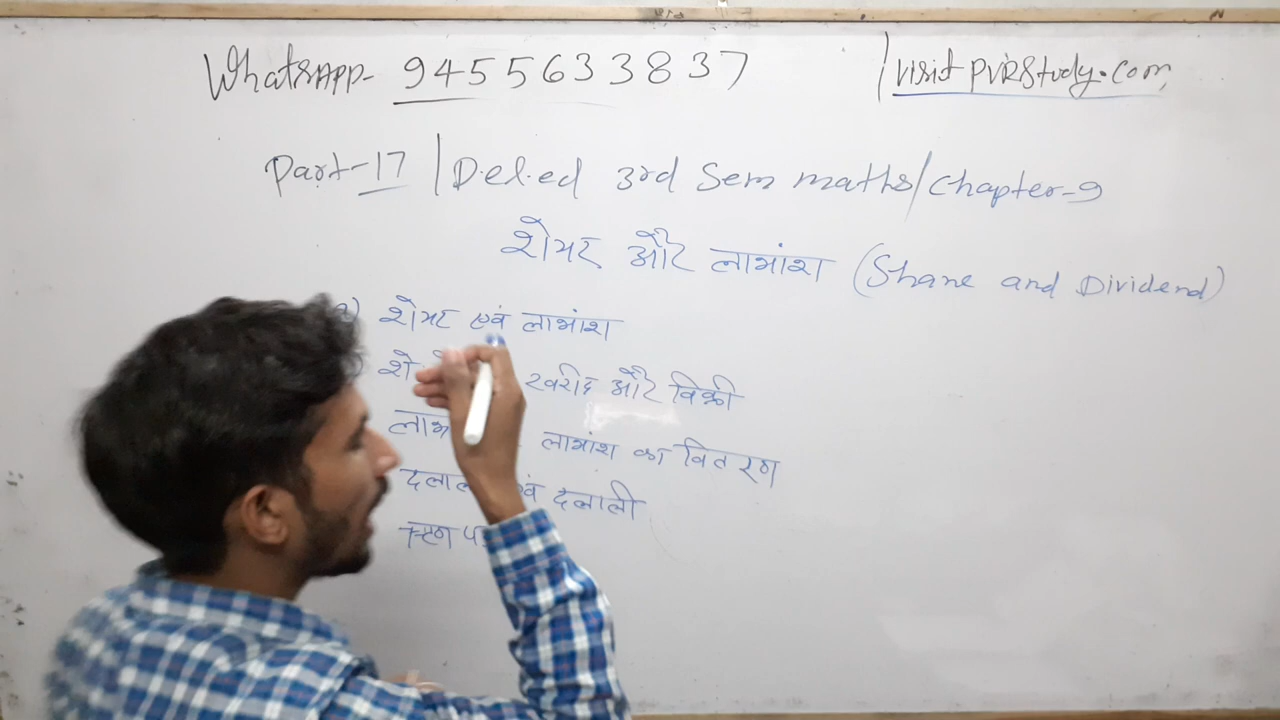 WhatsAPP- 9455633837 | visit PVRStudy.com
Part-17 | D.el.ed 3rd Sem maths/Chapter-9
शेयर और लाभांश (Share and Dividend)
शेयर एवं लाभांश
खरीद और बिक्री
लाभांश का वितरण
दलाली